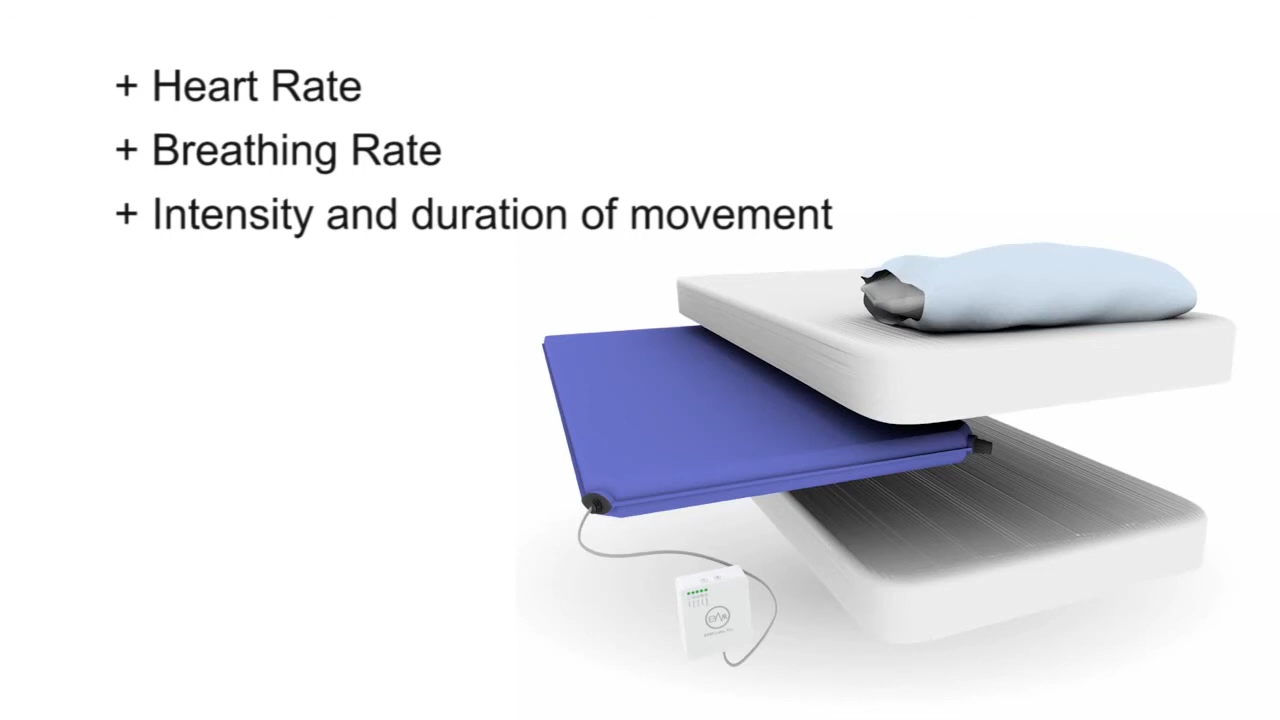 + Heart Rate
+ Breathing Rate
+ Intensity and duration of movement